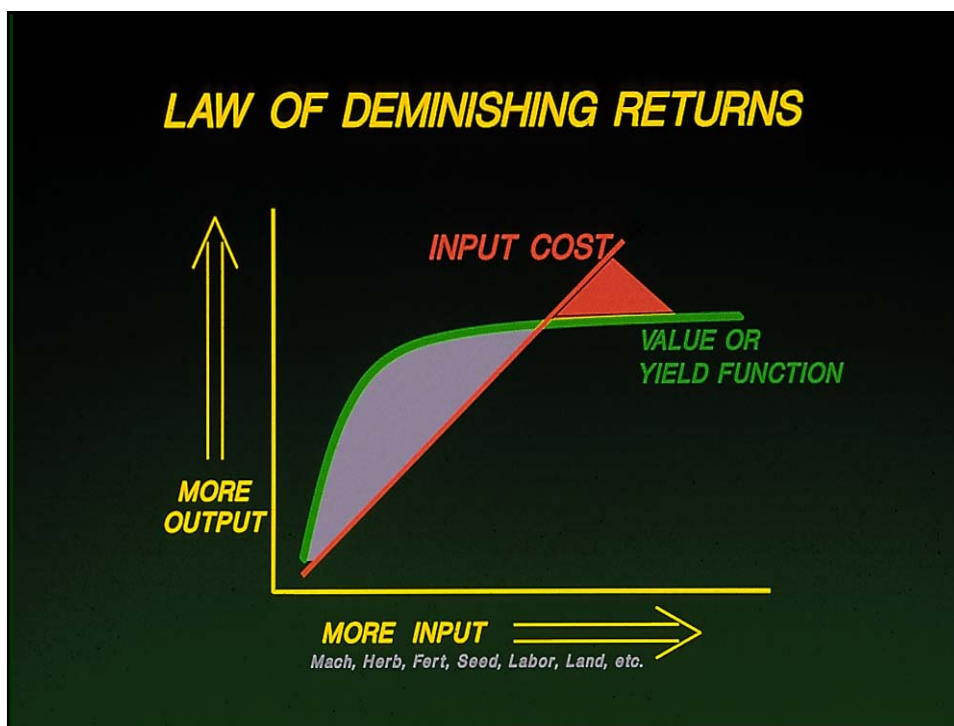 LAW OF DEMINISHING RETURNS
INPUT COST
VALUE OR
YIELD FUNCTION
MORE
OUTPUT
MORE INPUT
Mach, Herb, Fert, Seed, Labor, Land, etc.